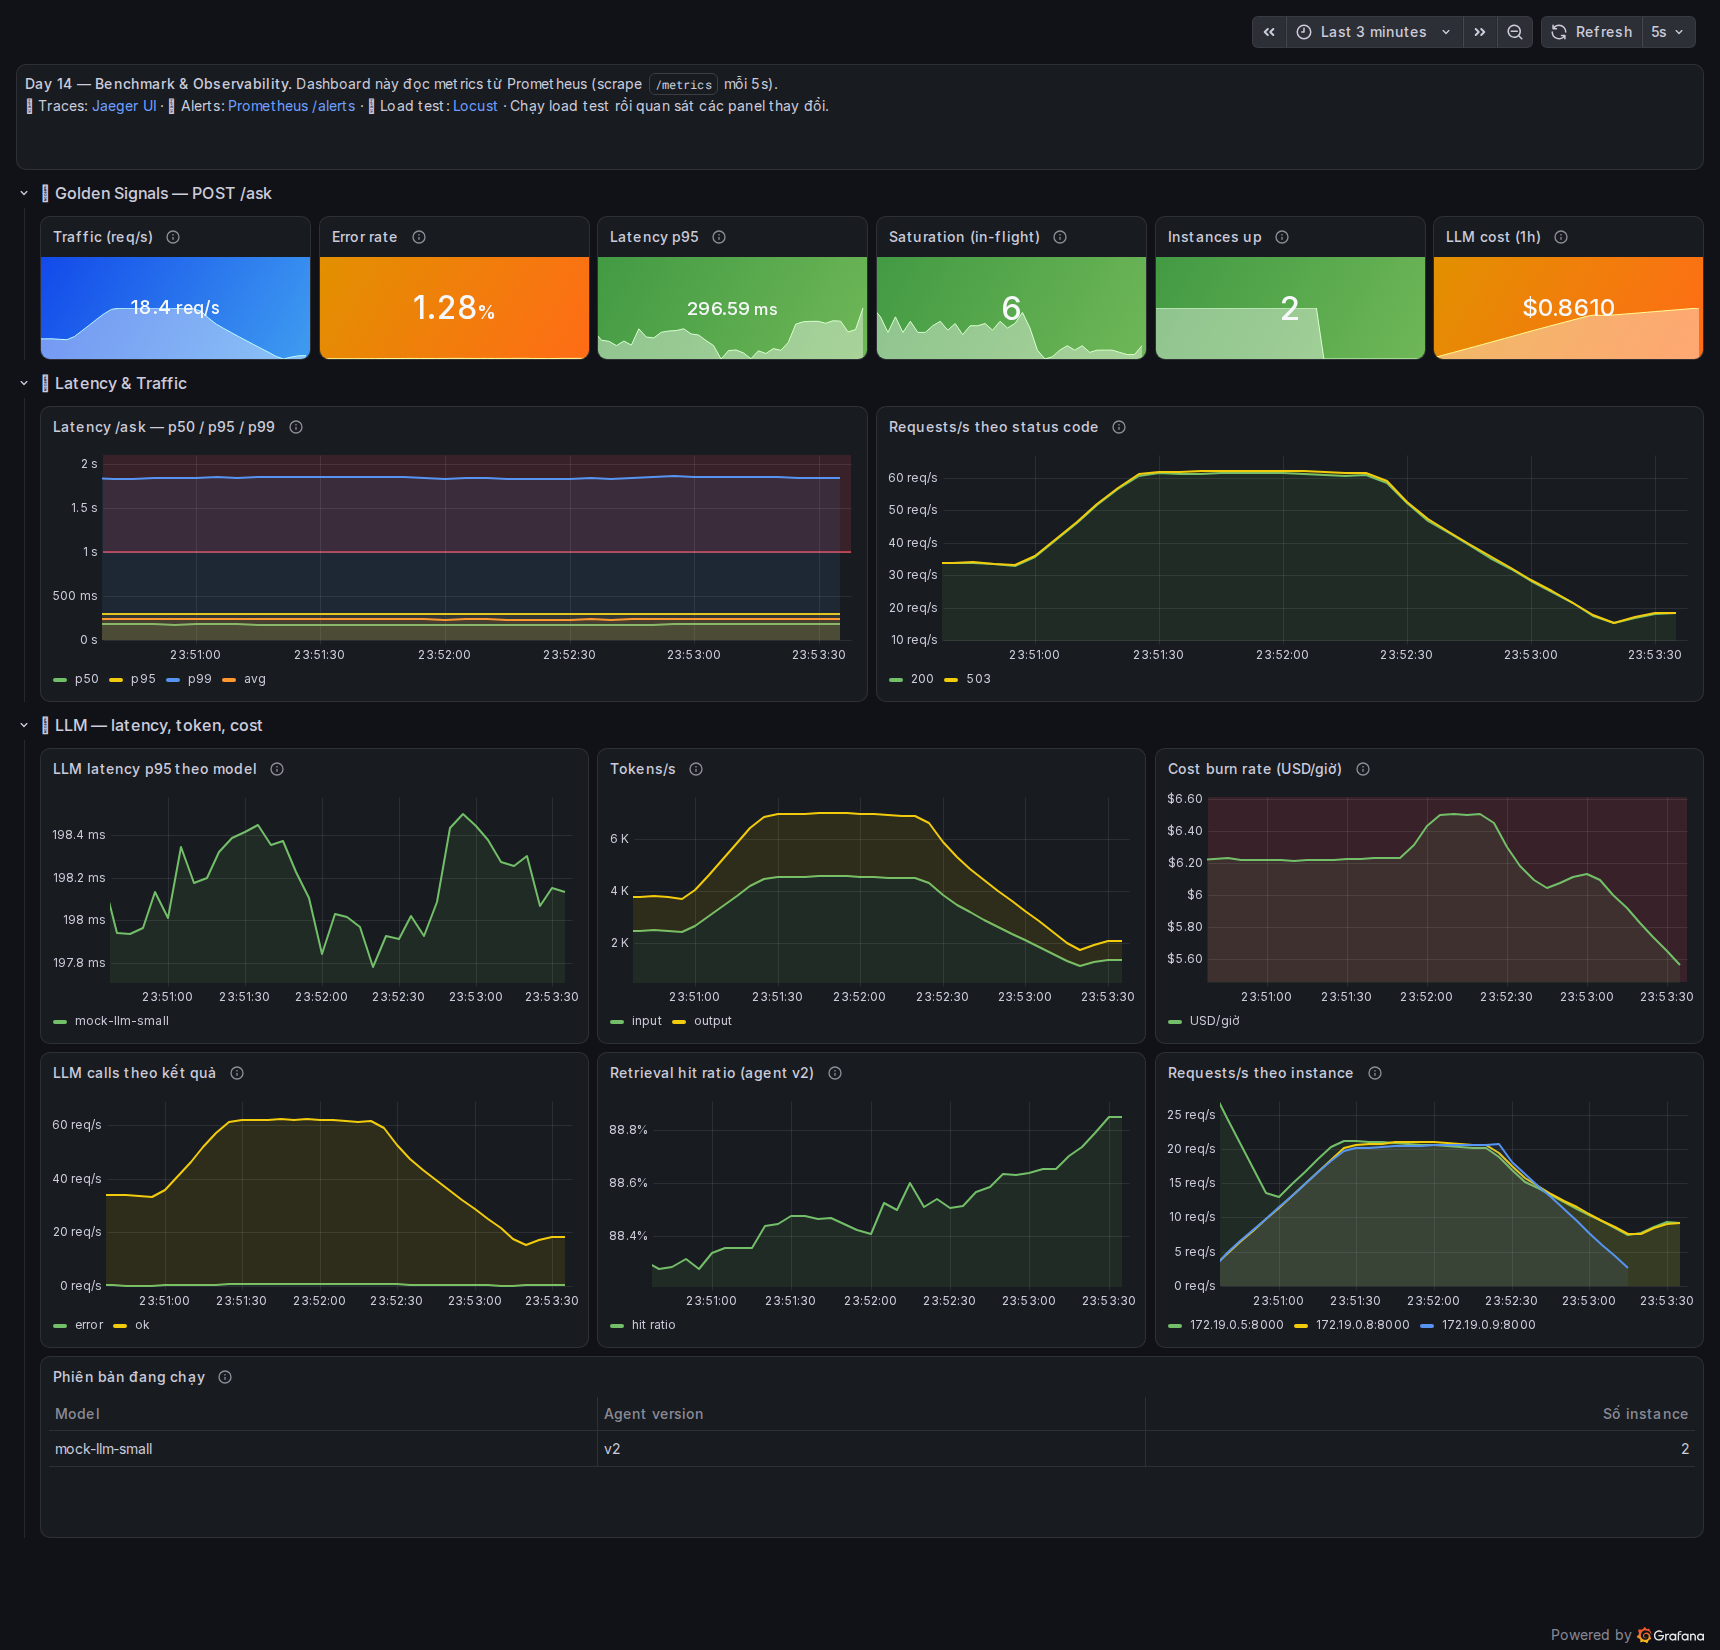 Last 3 minutes
Refresh
5s
Day 14 — Benchmark & Observability. Dashboard này đọc metrics từ Prometheus (scrape /metrics mỗi 5s).
Traces: Jaeger UI · Alerts: Prometheus /alerts · Load test: Locust · Chạy load test rồi quan sát các panel thay đổi.
Golden Signals — POST /ask
Traffic (req/s)
18.4 req/s
Error rate
1.28%
Latency p95
296.59 ms
Saturation (in-flight)
6
Instances up
2
LLM cost (1h)
$0.8610
Latency & Traffic
Latency /ask — p50 / p95 / p99
2 s
1.5 s
1 s
500 ms
0 s
23:51:00 23:51:30 23:52:00 23:52:30 23:53:00 23:53:30
p50 p95 p99 avg
Requests/s theo status code
60 req/s
50 req/s
40 req/s
30 req/s
20 req/s
10 req/s
23:51:00 23:51:30 23:52:00 23:52:30 23:53:00 23:53:30
200 503
LLM — latency, token, cost
LLM latency p95 theo model
198.4 ms
198.2 ms
198 ms
197.8 ms
23:51:00 23:51:30 23:52:00 23:52:30 23:53:00 23:53:30
mock-llm-small
Tokens/s
6 K
4 K
2 K
23:51:00 23:51:30 23:52:00 23:52:30 23:53:00 23:53:30
input output
Cost burn rate (USD/giờ)
$6.60
$6.40
$6.20
$6
$5.80
$5.60
23:51:00 23:51:30 23:52:00 23:52:30 23:53:00 23:53:30
USD/giờ
LLM calls theo kết quả
60 req/s
40 req/s
20 req/s
0 req/s
23:51:00 23:51:30 23:52:00 23:52:30 23:53:00 23:53:30
error ok
Retrieval hit ratio (agent v2)
88.8%
88.6%
88.4%
23:51:00 23:51:30 23:52:00 23:52:30 23:53:00 23:53:30
hit ratio
Requests/s theo instance
25 req/s
20 req/s
15 req/s
10 req/s
5 req/s
0 req/s
23:51:00 23:51:30 23:52:00 23:52:30 23:53:00 23:53:30
172.19.0.5:8000 172.19.0.8:8000 172.19.0.9:8000
Phiên bản đang chạy
Model Agent version Số instance
mock-llm-small v2 2
Powered by Grafana